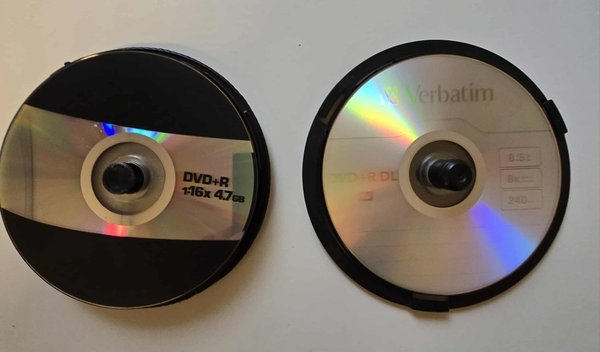 DVD+R
1-16x 4.7GB
Verbatim
DVD+R DL
8.5
8x
240